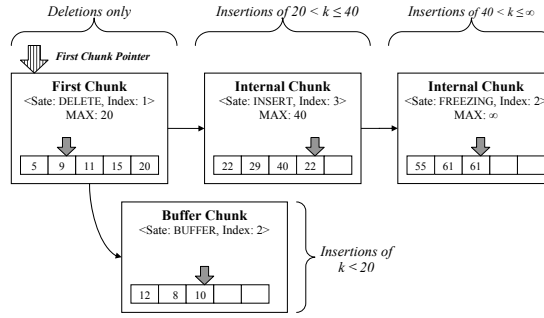 Deletions only
Insertions of 20 < k ≤ 40
Insertions of 40 < k ≤ ∞
First Chunk Pointer
First Chunk
<Sate: DELETE, Index: 1>
MAX: 20
5 9 11 15 20
Internal Chunk
<Sate: INSERT, Index: 3>
MAX: 40
22 29 40 22
Internal Chunk
<Sate: FREEZING, Index: 2>
MAX: ∞
55 61 61
Buffer Chunk
<Sate: BUFFER, Index: 2>
12 8 10
Insertions of
k < 20